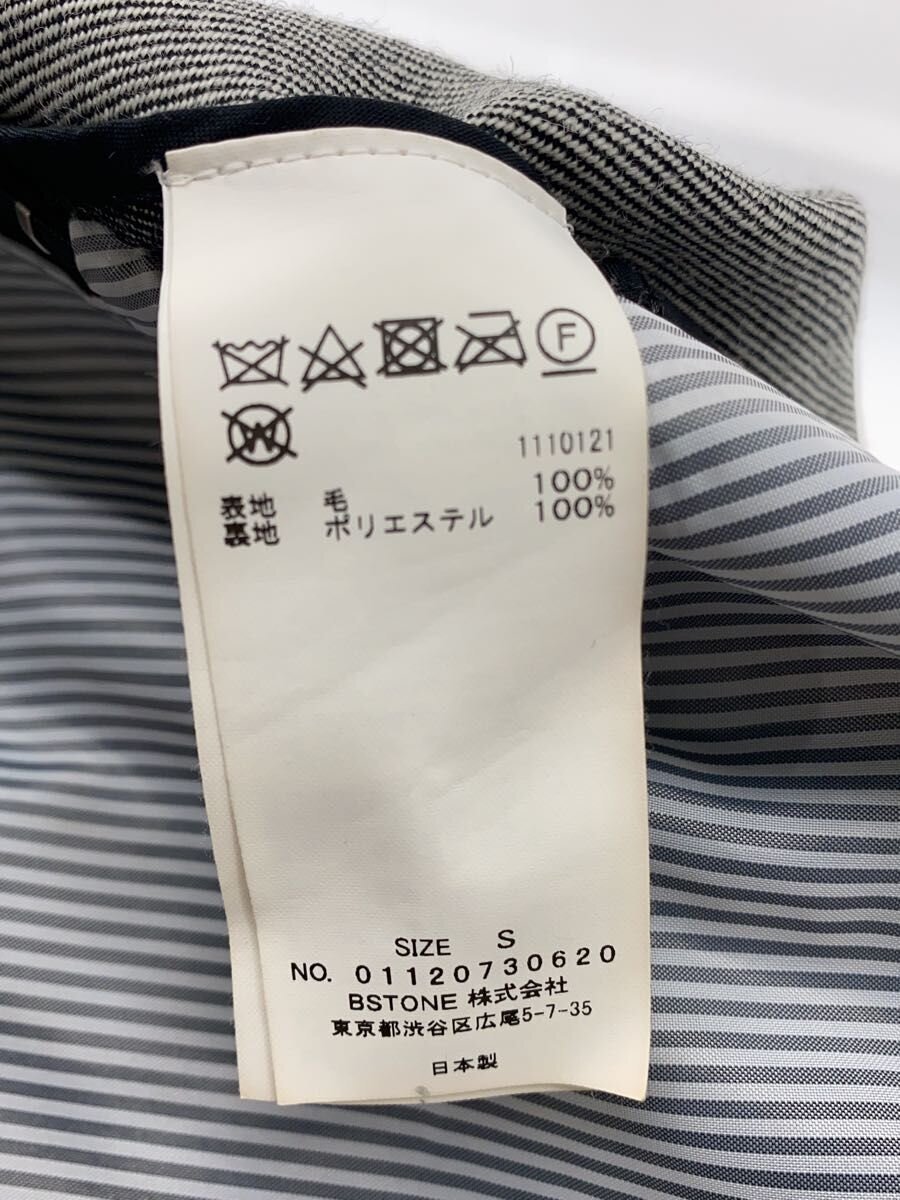 F
W
1110121
表地 毛 100%
裏地 ポリエステル 100%
SIZE S
NO. 01120730620
BSTONE 株式会社
東京都渋谷区広尾5-7-35
日本製